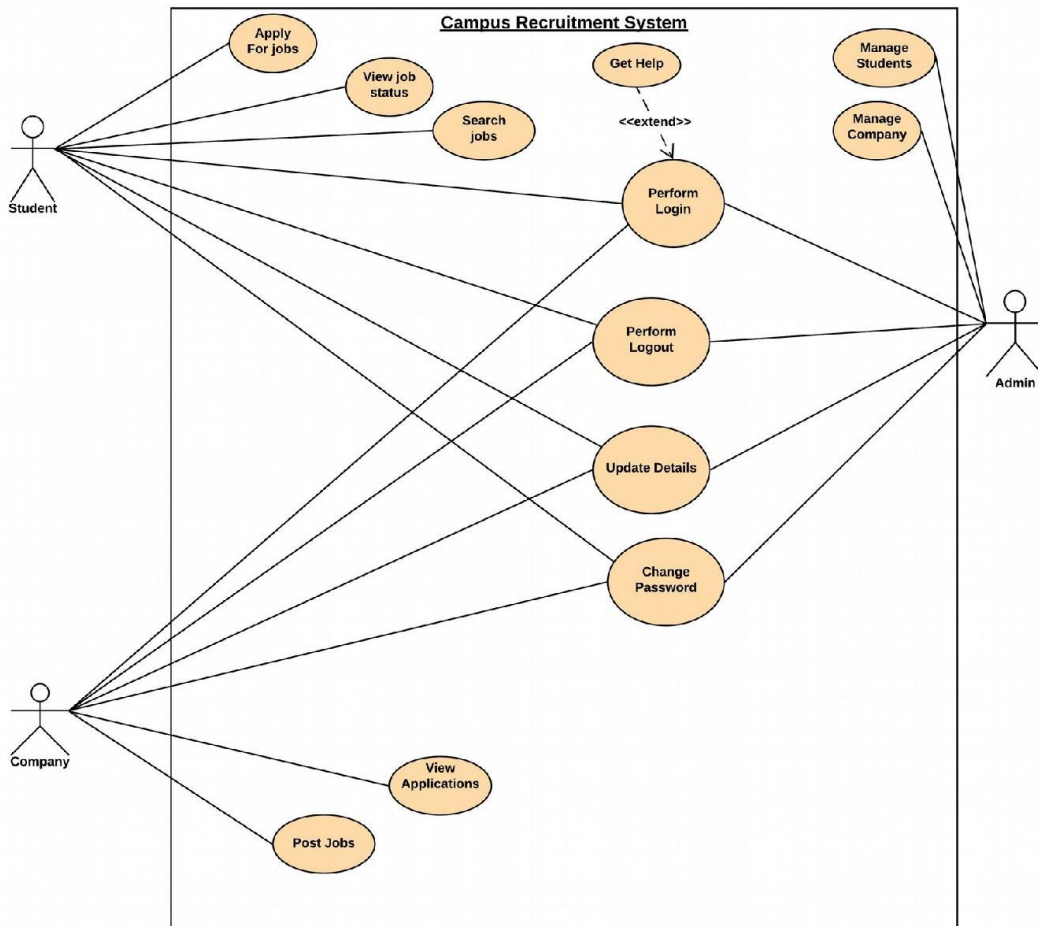 Campus Recruitment System
Apply
For jobs
View job
status
Search
jobs
Get Help
<<extend>>
Manage
Students
Manage
Company
Student
Perform
Login
Perform
Logout
Admin
Update Details
Change
Password
Company
View
Applications
Post Jobs